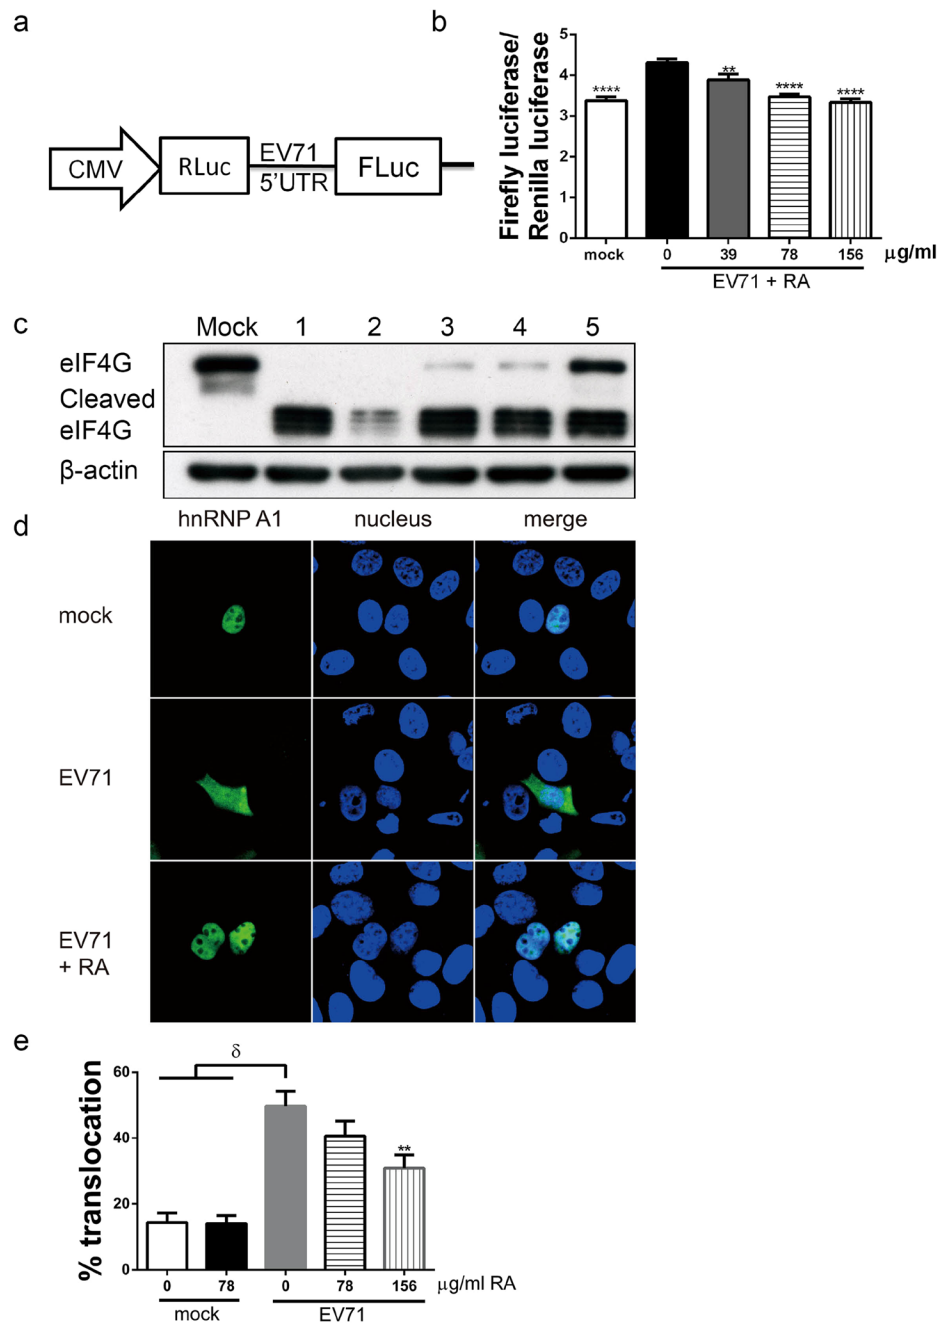 a
CMV
RLuc
EV71
5'UTR
FLuc
b
Firefly luciferase/
Renilla luciferase
5
4
3
2
1
0
****
**
****
****
mock
0
39
78
156
μg/ml
EV71 + RA
c
Mock 1 2 3 4 5
eIF4G
Cleaved
eIF4G
β-actin
d
hnRNP A1
nucleus
merge
mock
EV71
EV71
+ RA
e
% translocation
60
40
20
0
δ
**
0
78
0
78
156
μg/ml RA
mock
EV71